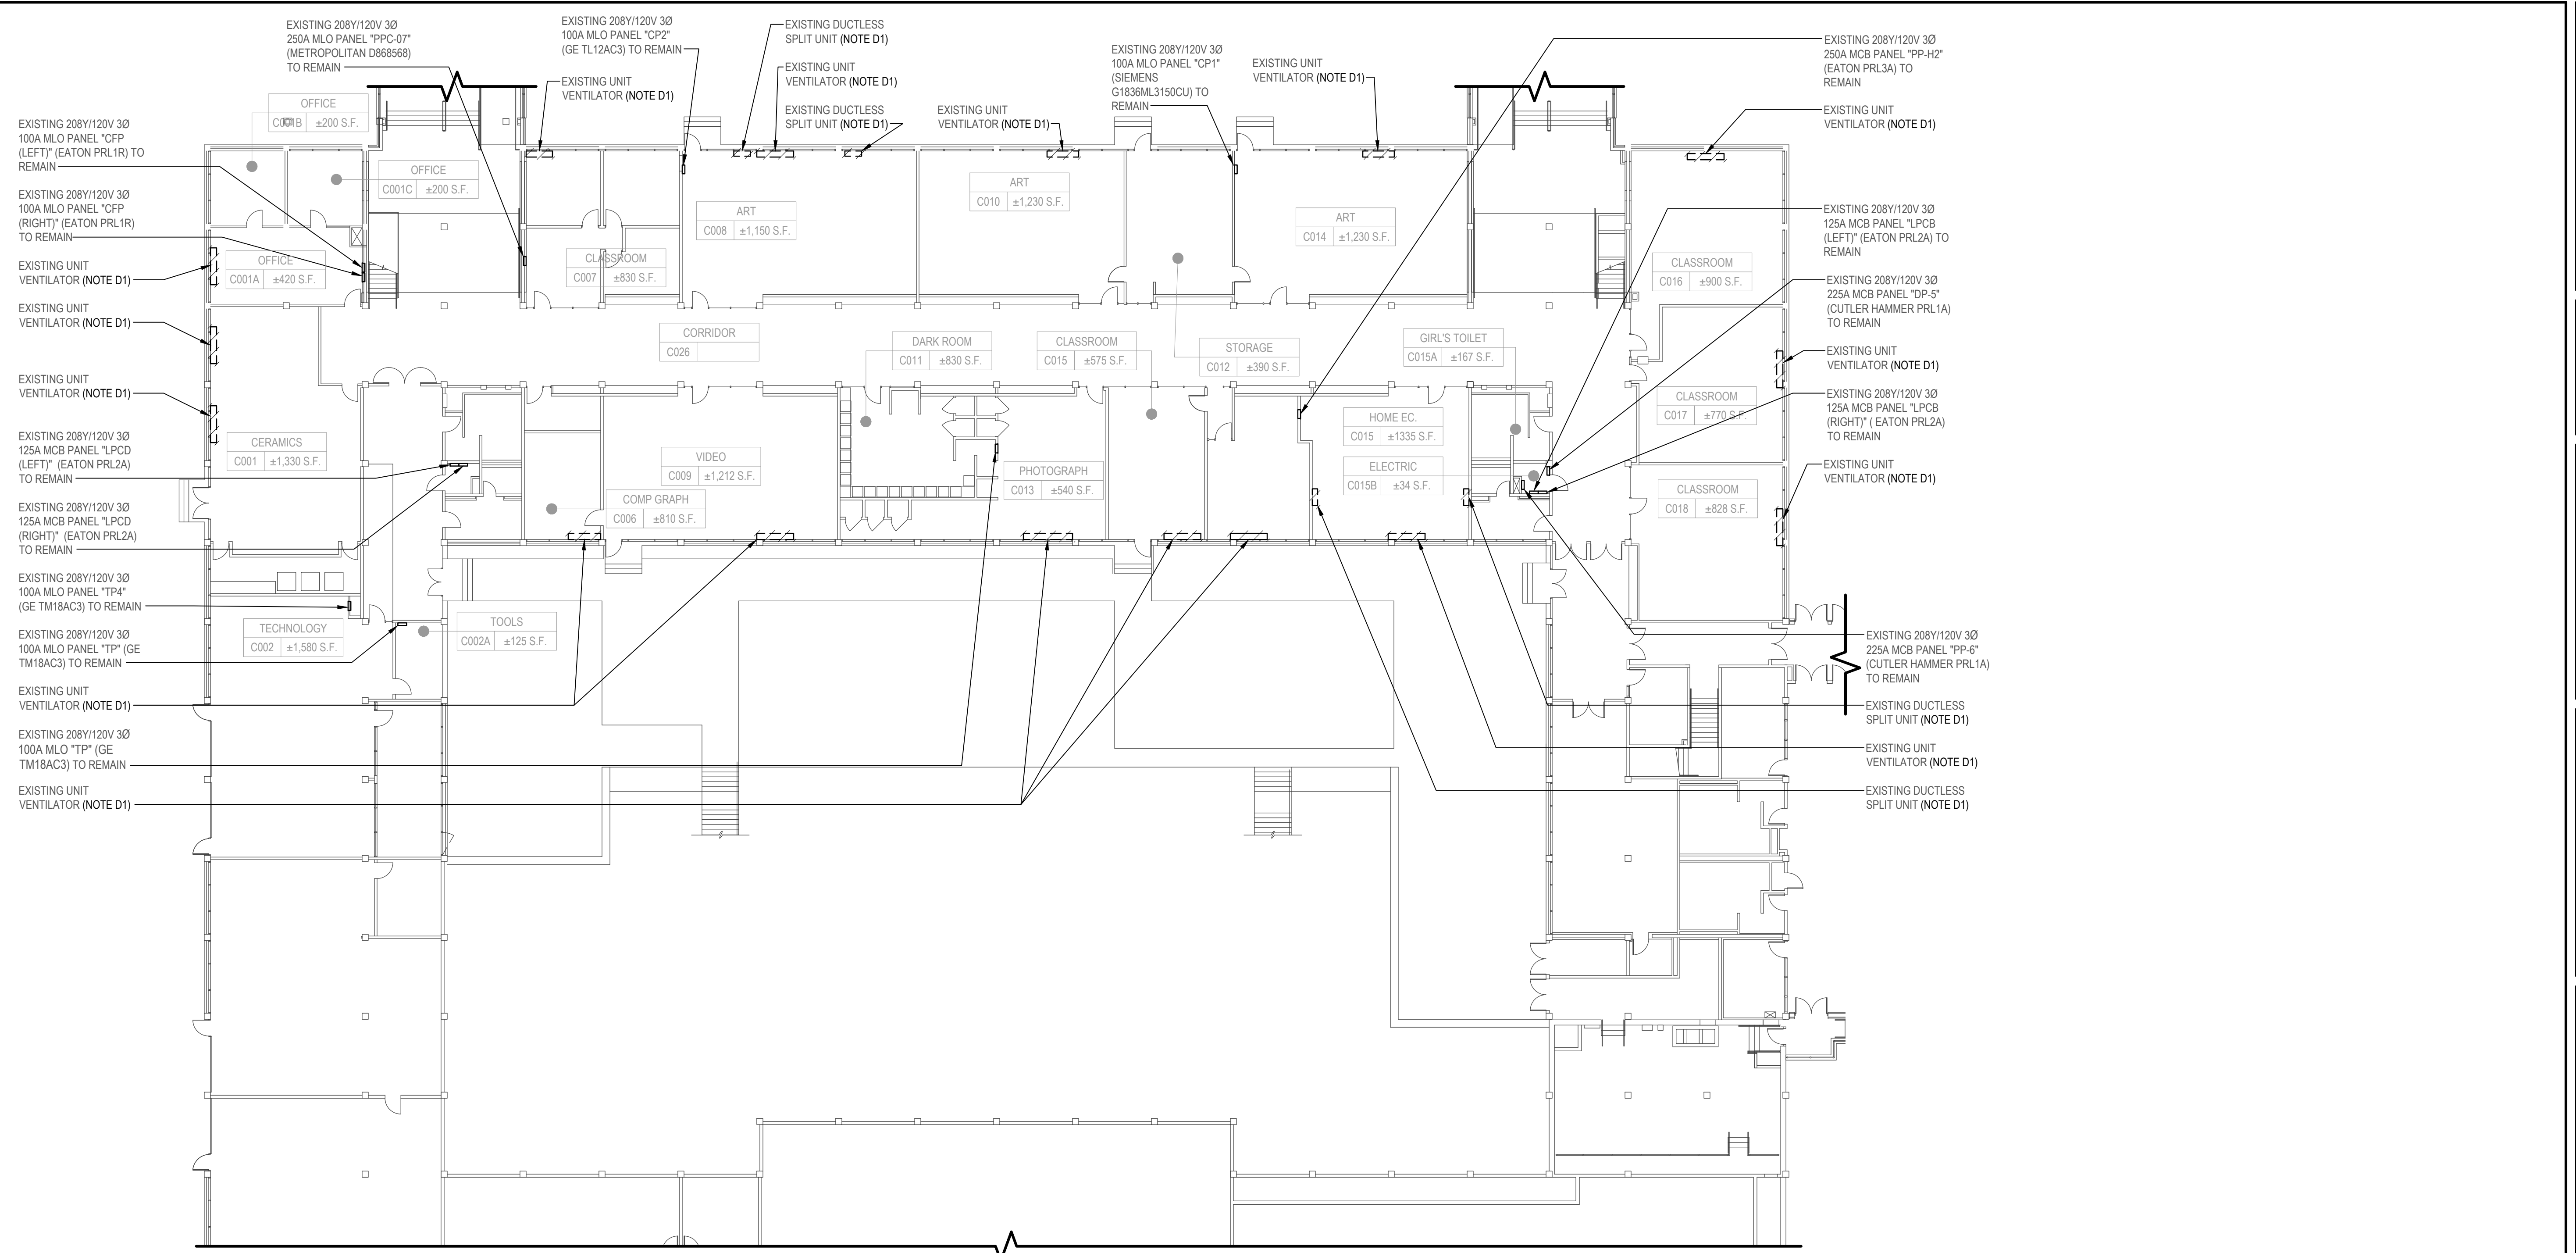 EXISTING 208Y/120V 3Ø
250A MLO PANEL "PPC-07"
(METROPOLITAN D868568)
TO REMAIN
EXISTING 208Y/120V 3Ø
100A MLO PANEL "CP2"
(GE TL12AC3) TO REMAIN
EXISTING DUCTLESS
SPLIT UNIT (NOTE D1)
EXISTING UNIT
VENTILATOR (NOTE D1)
EXISTING UNIT
VENTILATOR (NOTE D1)
EXISTING DUCTLESS
SPLIT UNIT (NOTE D1)
EXISTING UNIT
VENTILATOR (NOTE D1)
EXISTING 208Y/120V 3Ø
100A MLO PANEL "CP1"
(SIEMENS
G1836ML3150CU) TO
REMAIN
EXISTING UNIT
VENTILATOR (NOTE D1)
EXISTING 208Y/120V 3Ø
250A MCB PANEL "PP-H2"
(EATON PRL3A) TO
REMAIN
EXISTING UNIT
VENTILATOR (NOTE D1)
EXISTING 208Y/120V 3Ø
125A MCB PANEL "LPCB
(LEFT)" (EATON PRL2A) TO
REMAIN
EXISTING 208Y/120V 3Ø
225A MCB PANEL "DP-5"
(CUTLER HAMMER PRL1A)
TO REMAIN
EXISTING UNIT
VENTILATOR (NOTE D1)
EXISTING 208Y/120V 3Ø
125A MCB PANEL "LPCB
(RIGHT)" ( EATON PRL2A)
TO REMAIN
EXISTING UNIT
VENTILATOR (NOTE D1)
EXISTING 208Y/120V 3Ø
225A MCB PANEL "PP-6"
(CUTLER HAMMER PRL1A)
TO REMAIN
EXISTING DUCTLESS
SPLIT UNIT (NOTE D1)
EXISTING UNIT
VENTILATOR (NOTE D1)
EXISTING DUCTLESS
SPLIT UNIT (NOTE D1)
EXISTING 208Y/120V 3Ø
100A MLO PANEL "CFP
(LEFT)" (EATON PRL1R) TO
REMAIN
EXISTING 208Y/120V 3Ø
100A MLO PANEL "CFP
(RIGHT)" (EATON PRL1R)
TO REMAIN
EXISTING UNIT
VENTILATOR (NOTE D1)
EXISTING UNIT
VENTILATOR (NOTE D1)
EXISTING UNIT
VENTILATOR (NOTE D1)
EXISTING 208Y/120V 3Ø
125A MCB PANEL "LPCD
(LEFT)" (EATON PRL2A)
TO REMAIN
EXISTING 208Y/120V 3Ø
125A MCB PANEL "LPCD
(RIGHT)" (EATON PRL2A)
TO REMAIN
EXISTING 208Y/120V 3Ø
100A MLO PANEL "TP4"
(GE TM18AC3) TO REMAIN
EXISTING 208Y/120V 3Ø
100A MLO PANEL "TP" (GE
TM18AC3) TO REMAIN
EXISTING UNIT
VENTILATOR (NOTE D1)
EXISTING 208Y/120V 3Ø
100A MLO "TP" (GE
TM18AC3) TO REMAIN
EXISTING UNIT
VENTILATOR (NOTE D1)
OFFICE
C001B ±200 S.F.
OFFICE
C001C ±200 S.F.
OFFICE
C001A ±420 S.F.
CLASSROOM
C007 ±830 S.F.
ART
C008 ±1,150 S.F.
ART
C010 ±1,230 S.F.
ART
C014 ±1,230 S.F.
CLASSROOM
C016 ±900 S.F.
CORRIDOR
C026
DARK ROOM
C011 ±830 S.F.
CLASSROOM
C015 ±575 S.F.
STORAGE
C012 ±390 S.F.
GIRL'S TOILET
C015A ±167 S.F.
CLASSROOM
C017 ±770 S.F.
CERAMICS
C001 ±1,330 S.F.
VIDEO
C009 ±1,212 S.F.
COMP GRAPH
C006 ±810 S.F.
PHOTOGRAPH
C013 ±540 S.F.
HOME EC.
C015 ±1335 S.F.
ELECTRIC
C015B ±34 S.F.
CLASSROOM
C018 ±828 S.F.
TECHNOLOGY
C002 ±1,580 S.F.
TOOLS
C002A ±125 S.F.